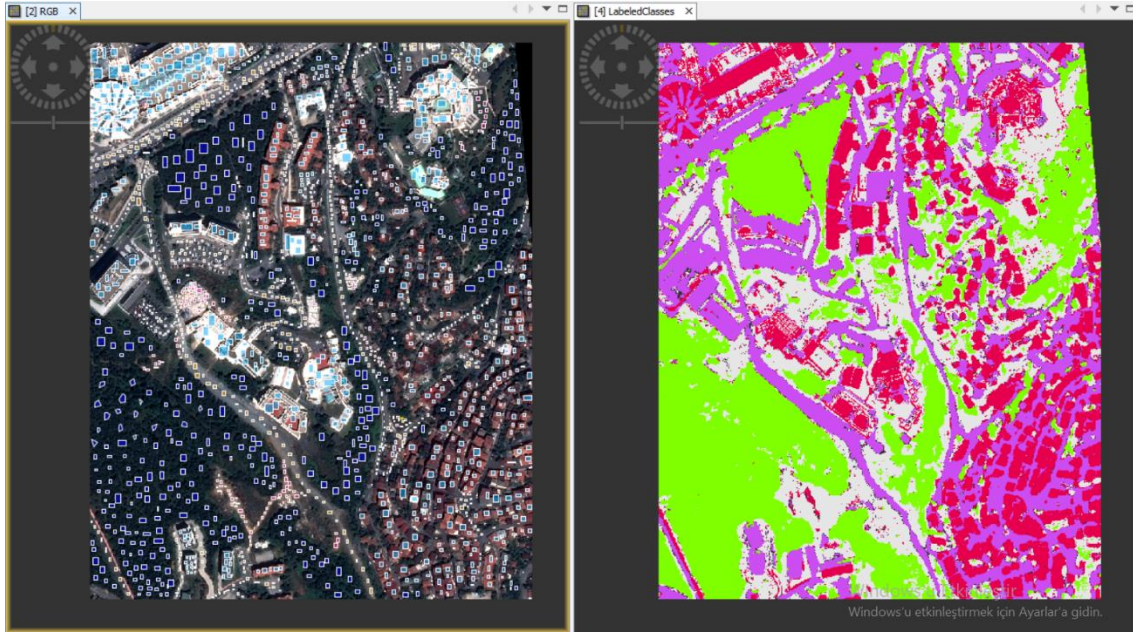 [2] RGB
[4] LabeledClasses
Windows'u etkinleştirmek için Ayarlar'a gidin.